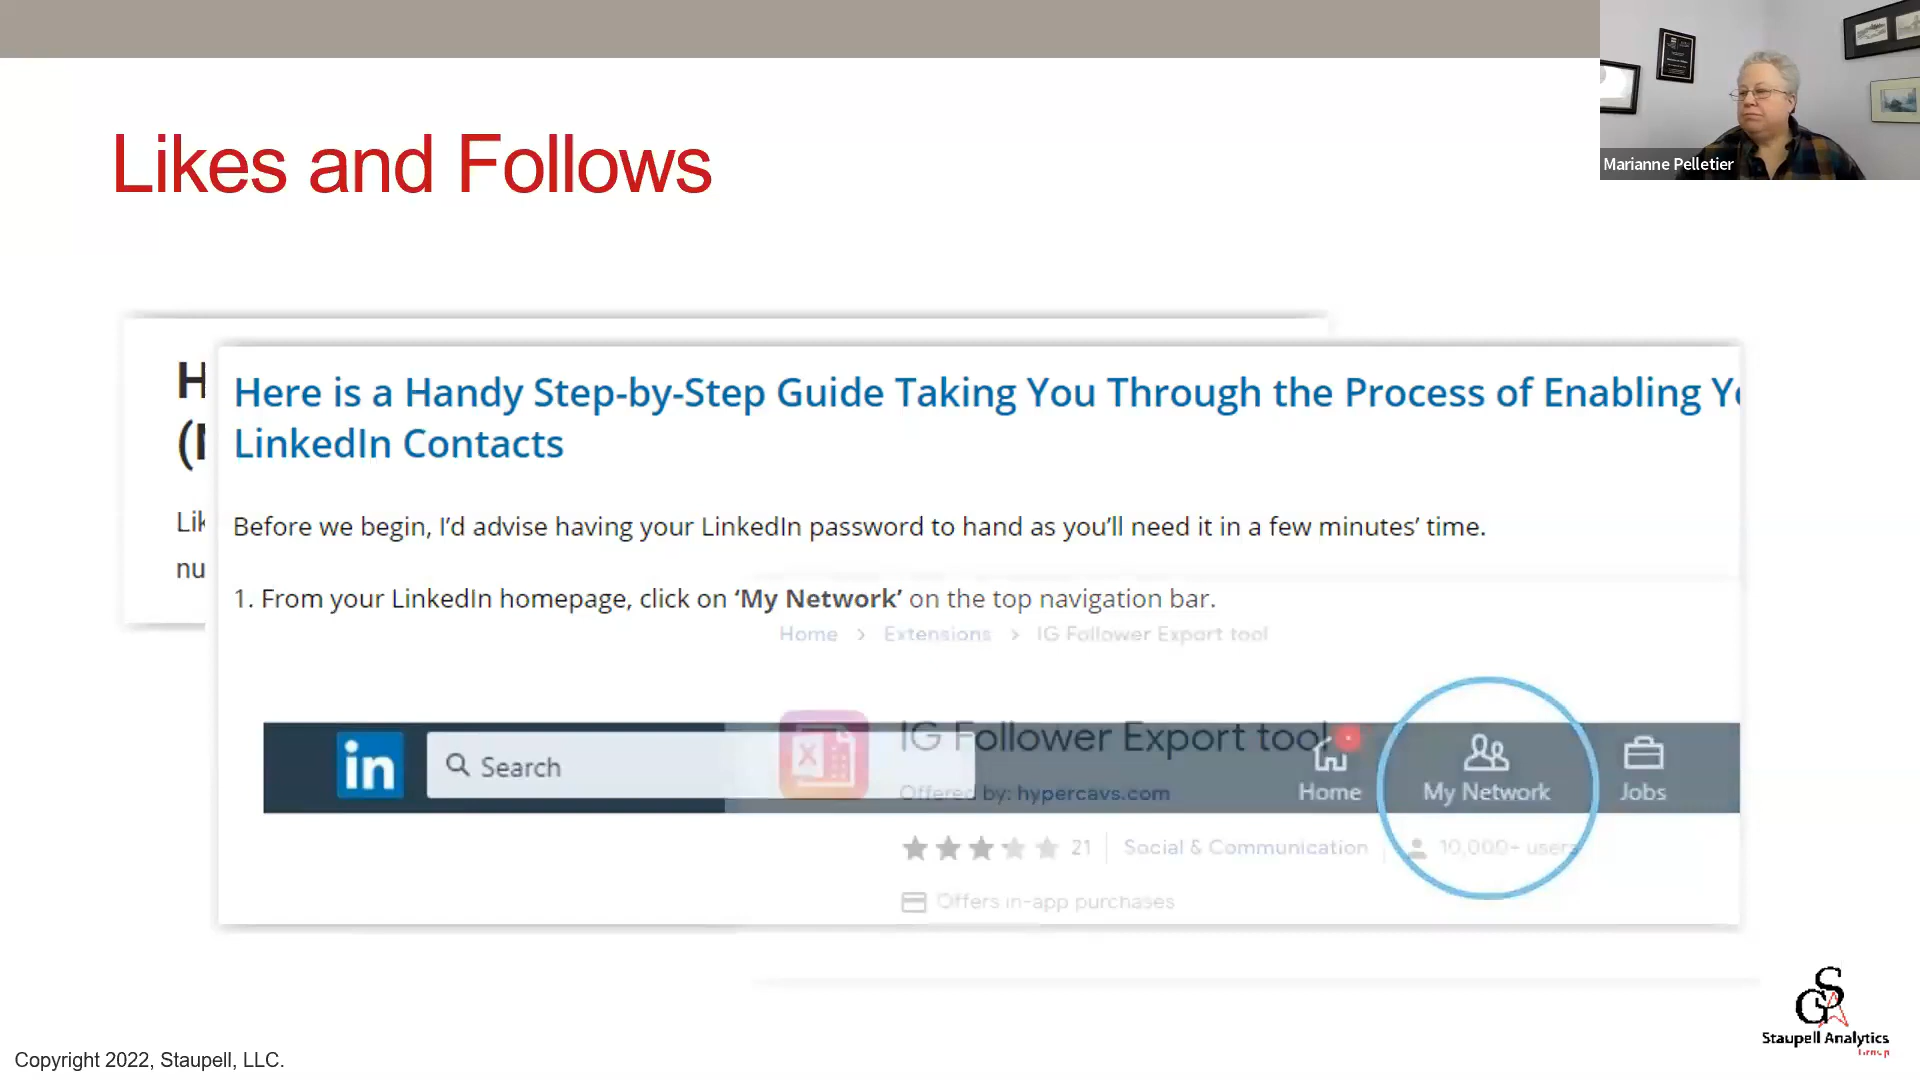 Marianne Pelletier
Likes and Follows
H
(
Lik
nu
Here is a Handy Step-by-Step Guide Taking You Through the Process of Enabling Yo
LinkedIn Contacts
Before we begin, I’d advise having your LinkedIn password to hand as you’ll need it in a few minutes’ time.
1. From your LinkedIn homepage, click on ‘My Network’ on the top navigation bar.
Home > Extensions > IG Follower Export tool
in
Search
IG Follower Export tool
Offered by: hypercavs.com
Home
My Network
Jobs
21
Social & Communication
10,000+ users
Offers in-app purchases
Staupell Analytics
Group
Copyright 2022, Staupell, LLC.